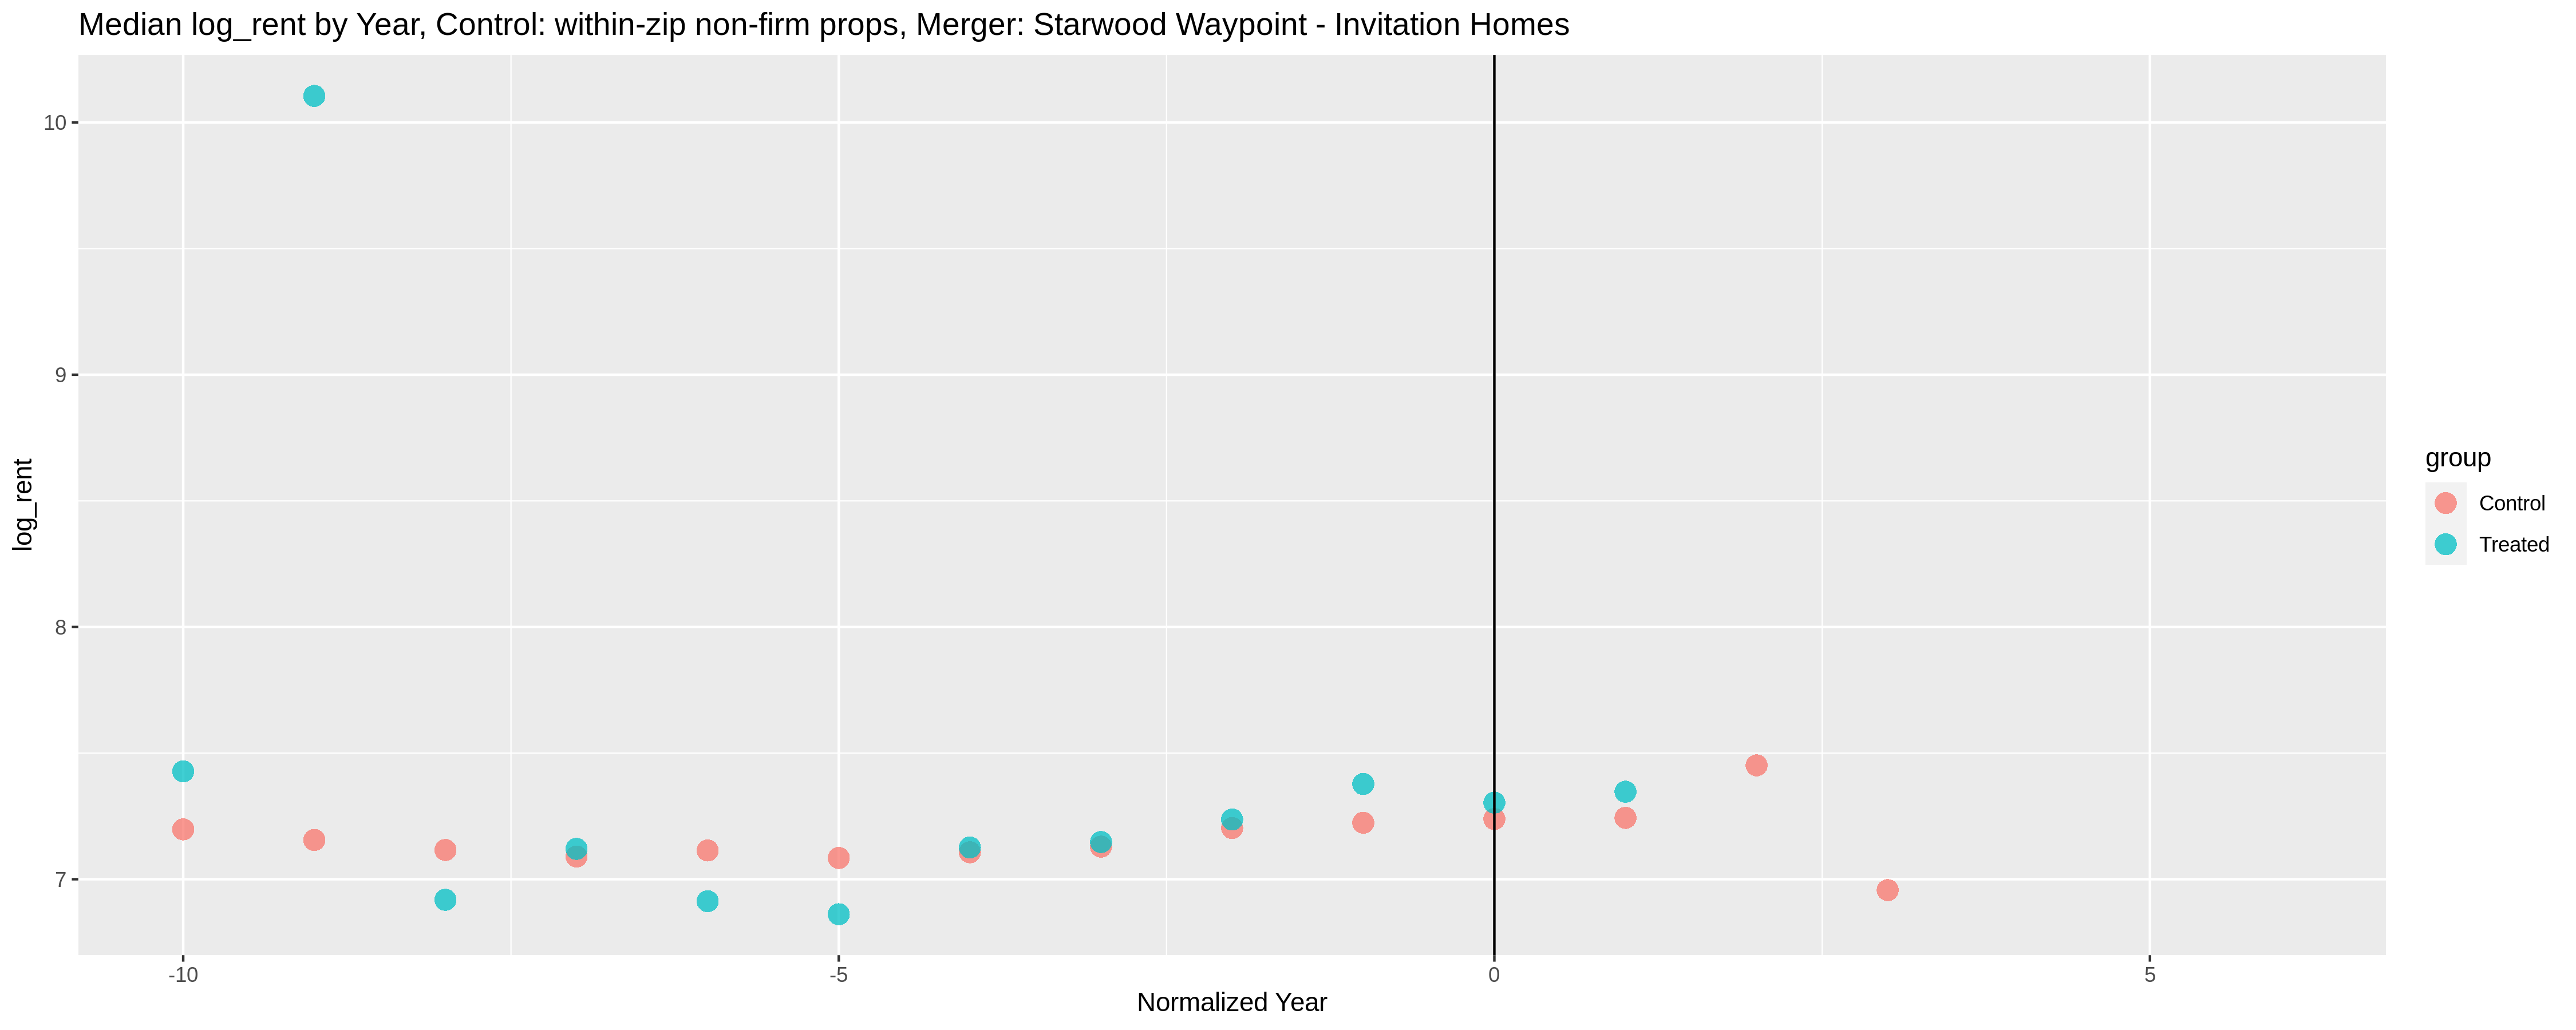 Median log_rent by Year, Control: within-zip non-firm props, Merger: Starwood Waypoint - Invitation Homes
10
9
8
7
log_rent
-10
-5
0
5
Normalized Year
group
Control
Treated